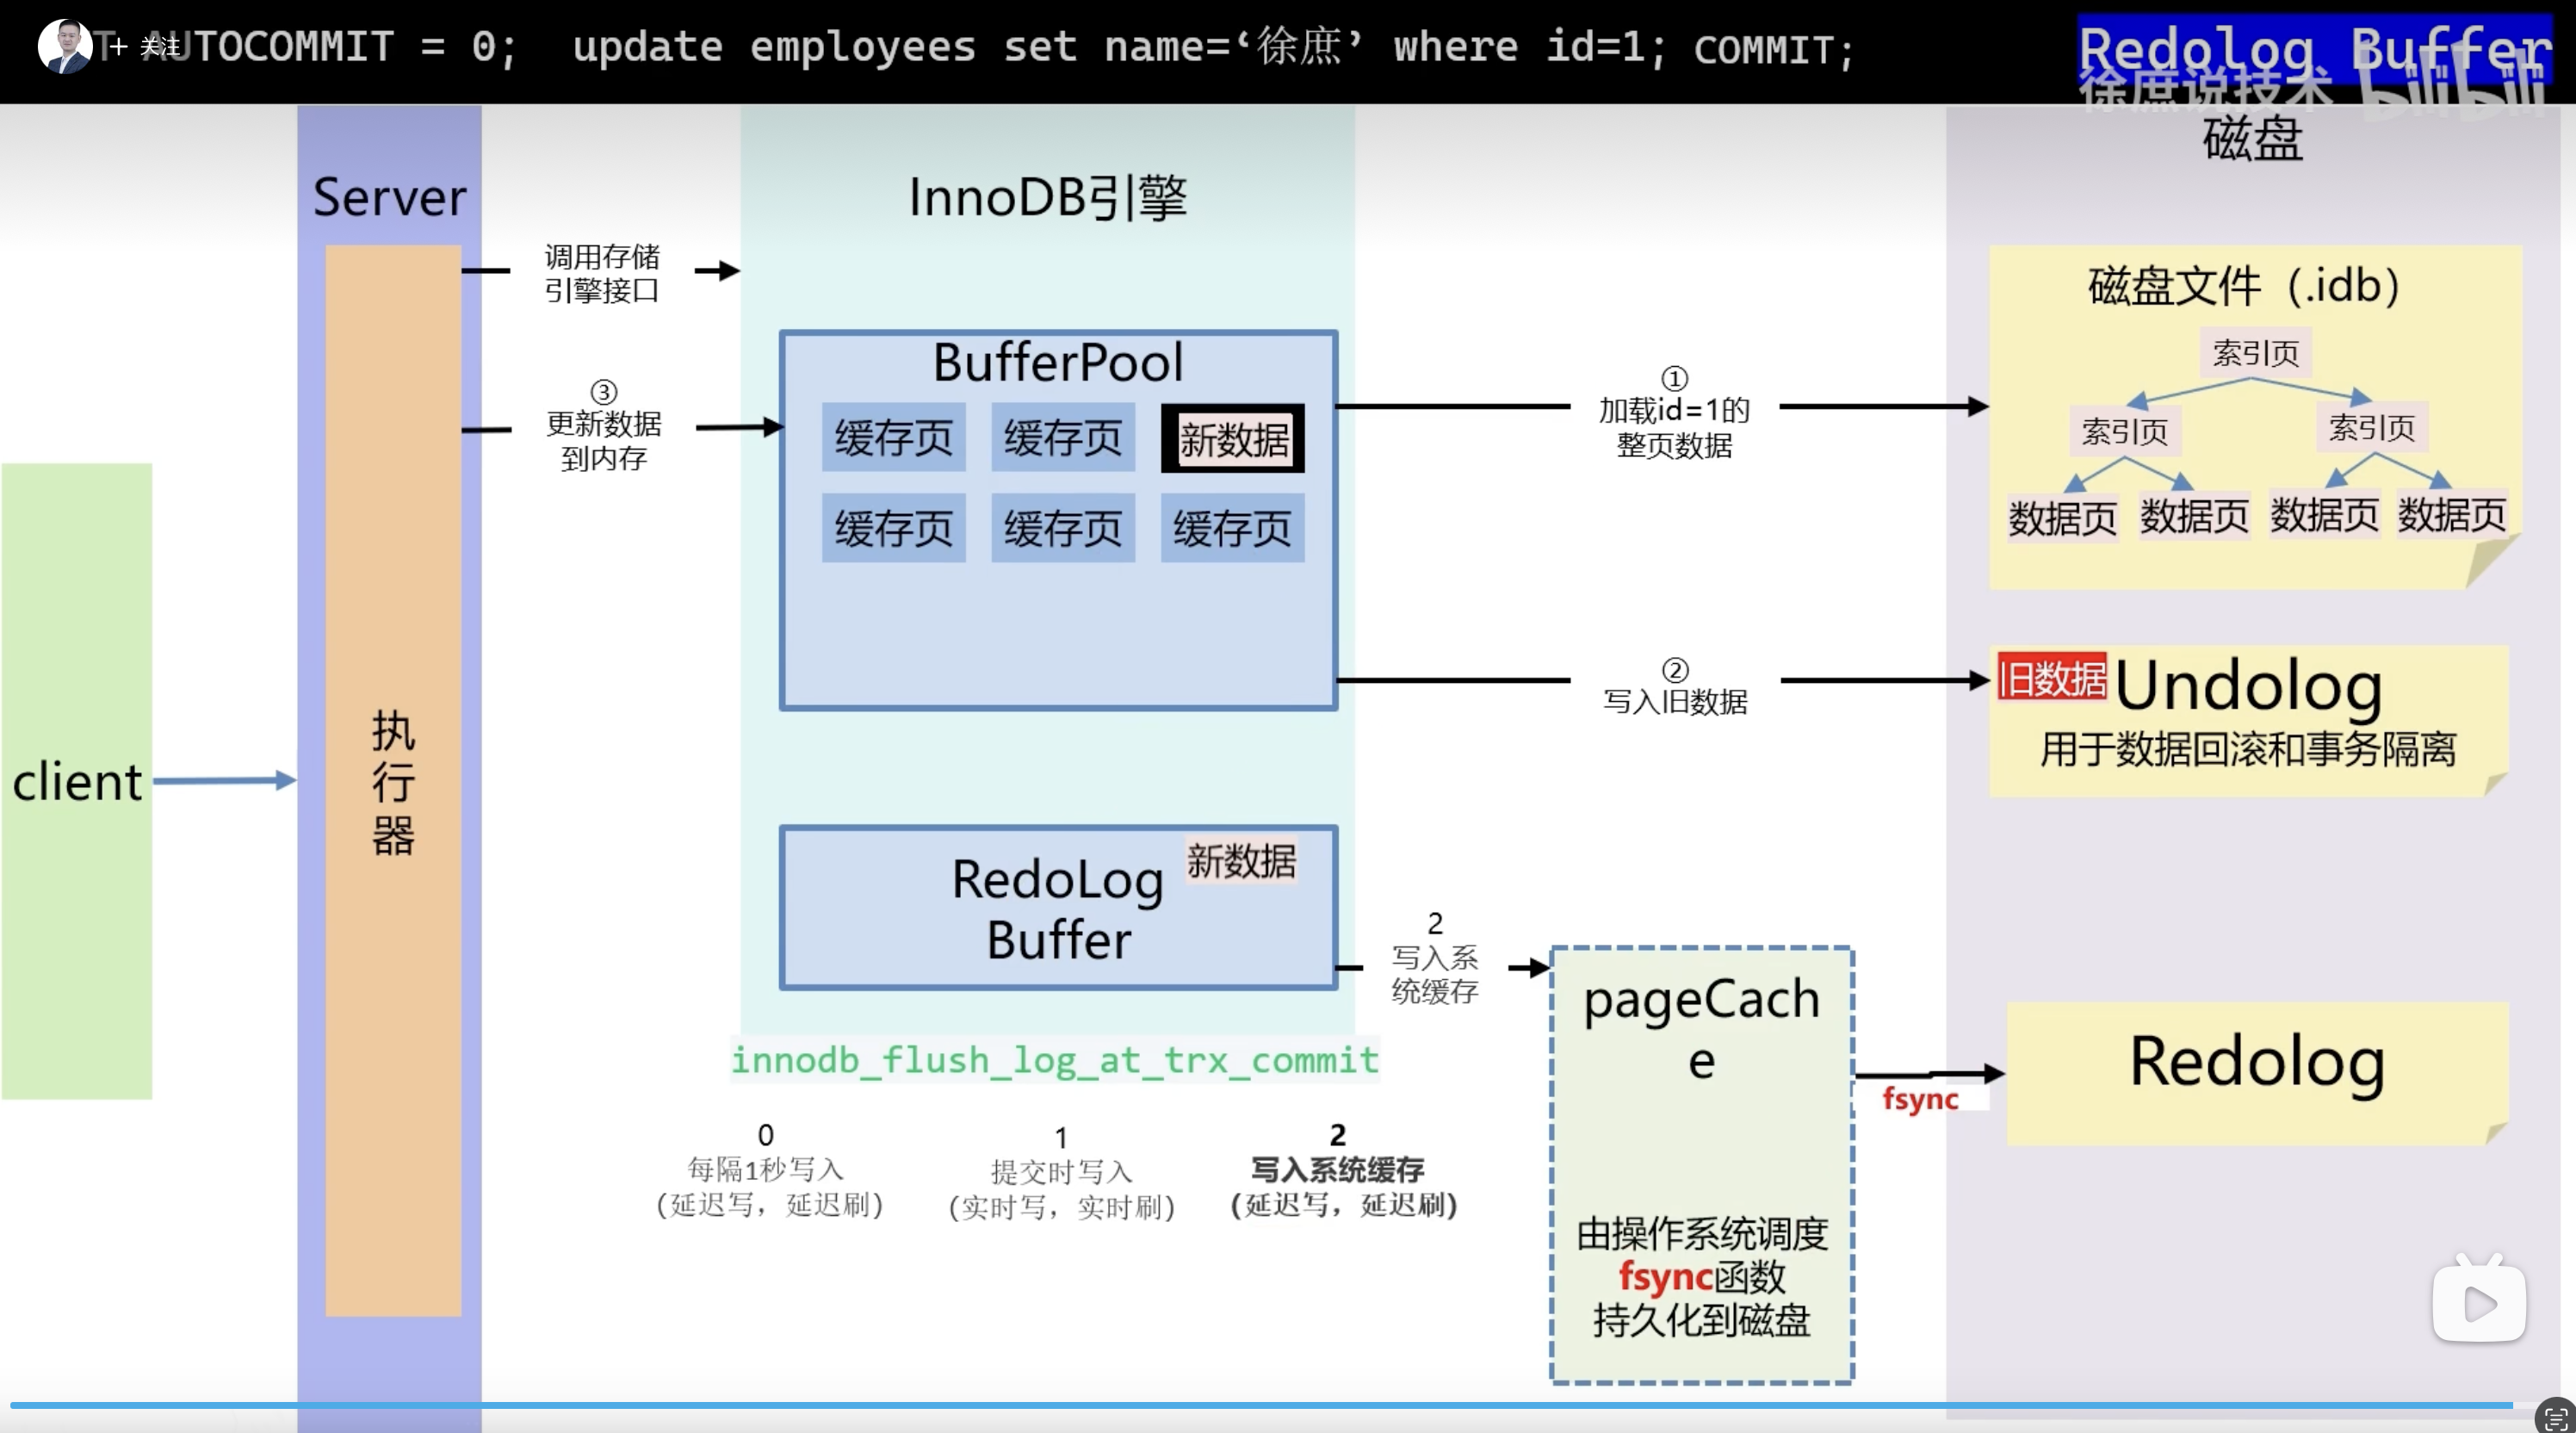 T AUTOCOMMIT = 0;  update employees set name=‘徐庶’ where id=1; COMMIT;
+ 关注
Redolog Buffer
徐庶说技术 bilibili
Server
InnoDB引擎
磁盘
调用存储
引擎接口
磁盘文件（.idb）
索引页
索引页 索引页
数据页 数据页 数据页 数据页
BufferPool
缓存页 缓存页 新数据
缓存页 缓存页 缓存页
③
更新数据
到内存
①
加载id=1的
整页数据
②
写入旧数据
旧数据 Undolog
用于数据回滚和事务隔离
client
执
行
器
RedoLog
Buffer
新数据
2
写入系
统缓存
pageCach
e
由操作系统调度
fsync函数
持久化到磁盘
fsync
Redolog
innodb_flush_log_at_trx_commit
0
每隔1秒写入
(延迟写，延迟刷)
1
提交时写入
(实时写，实时刷)
2
写入系统缓存
(延迟写，延迟刷)